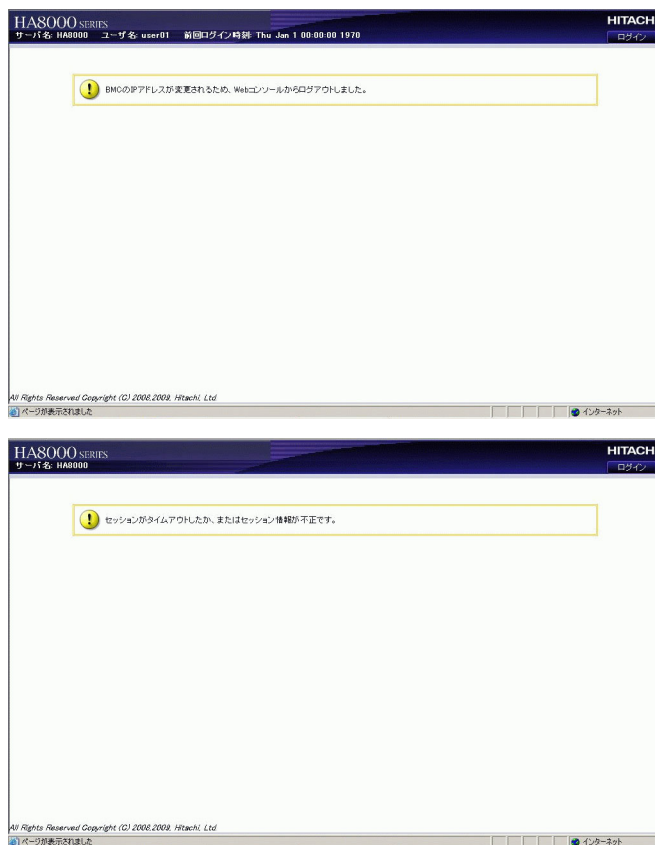 HA8000 SERIES
HITACH
サーバ名: HA8000 ユーザ名: user01 前回ログイン時刻: Thu Jan 1 00:00:00 1970
ログイン
BMCのIPアドレスが変更されるため、Webコンソールからログアウトしました。
All Rights Reserved Copyright (C) 2008,2009, Hitachi, Ltd.
ページが表示されました
インターネット
HA8000 SERIES
HITACH
サーバ名: HA8000
ログイン
セッションがタイムアウトしたか、またはセッション情報が不正です。
All Rights Reserved Copyright (C) 2008,2009, Hitachi, Ltd.
ページが表示されました
インターネット